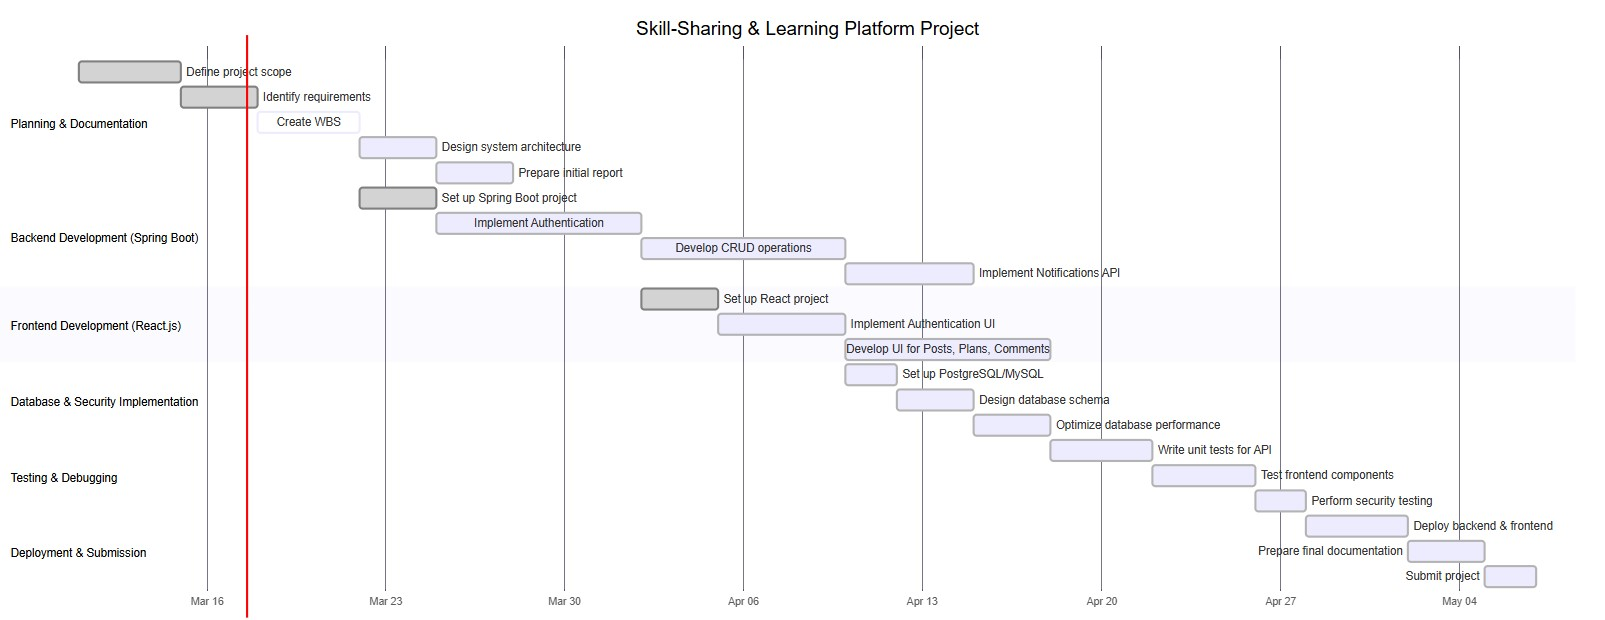 Skill-Sharing & Learning Platform Project
Define project scope
Identify requirements
Planning & Documentation
Create WBS
Design system architecture
Prepare initial report
Set up Spring Boot project
Implement Authentication
Backend Development (Spring Boot)
Develop CRUD operations
Implement Notifications API
Set up React project
Frontend Development (React.js)
Implement Authentication UI
Develop UI for Posts, Plans, Comments
Set up PostgreSQL/MySQL
Database & Security Implementation
Design database schema
Optimize database performance
Write unit tests for API
Testing & Debugging
Test frontend components
Perform security testing
Deploy backend & frontend
Deployment & Submission
Prepare final documentation
Submit project
Mar 16 Mar 23 Mar 30 Apr 06 Apr 13 Apr 20 Apr 27 May 04